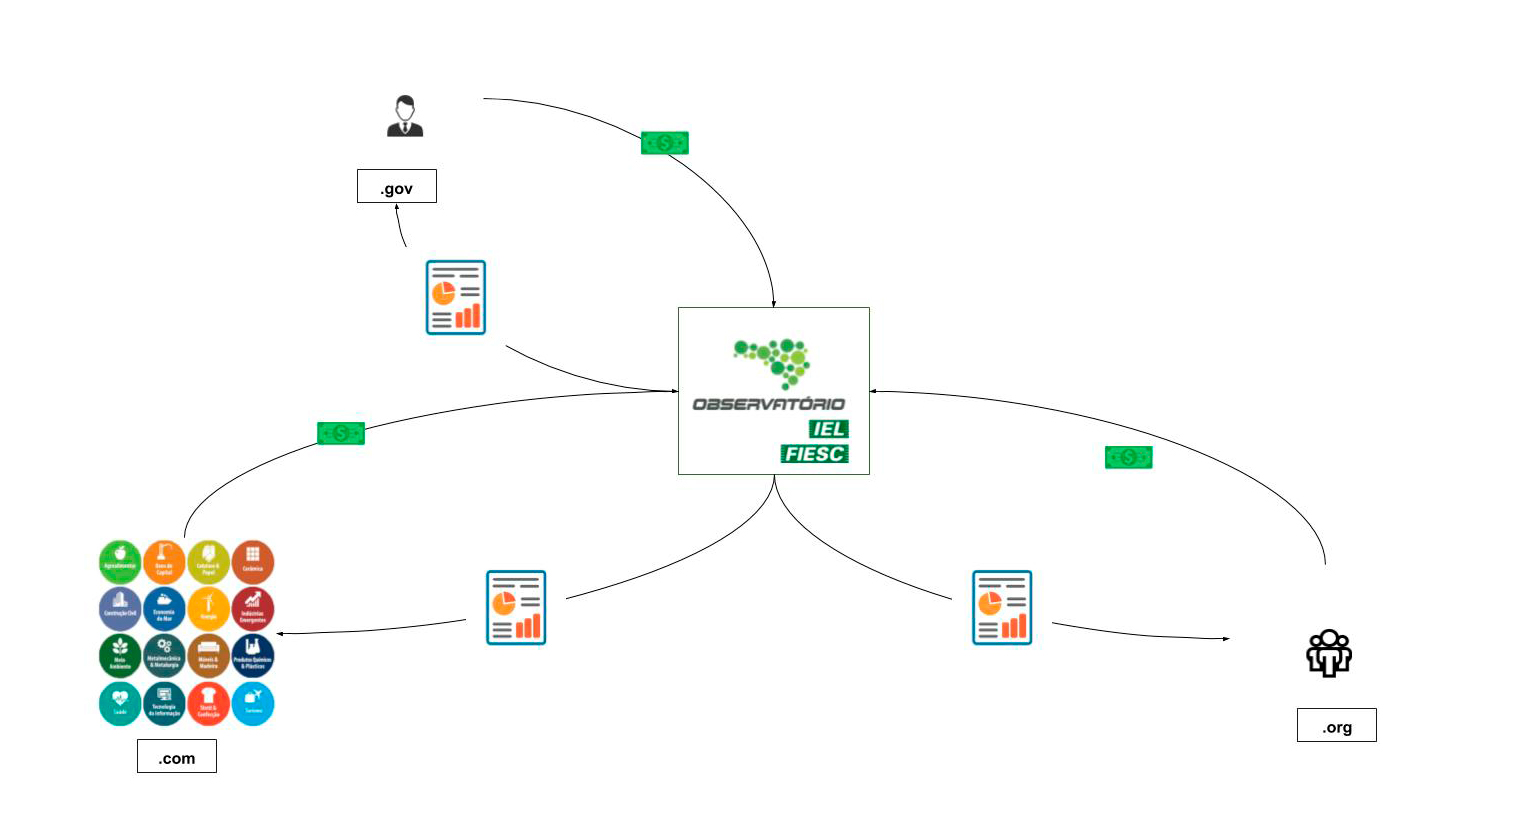 .gov
OBSERVATÓRIO
IEL
FIESC
Agroalimentar
Bens de
Capital
Celulose &
Papel
Cerâmica
Construção Civil
Economia
do Mar
Energia
Indústrias
Emergentes
Meio
Ambiente
Metalmecânica
& Metalurgia
Móveis &
Madeira
Produtos Químicos
& Plásticos
Saúde
Tecnologia
da Informação
Têxtil &
Confecção
Turismo
.com
.org